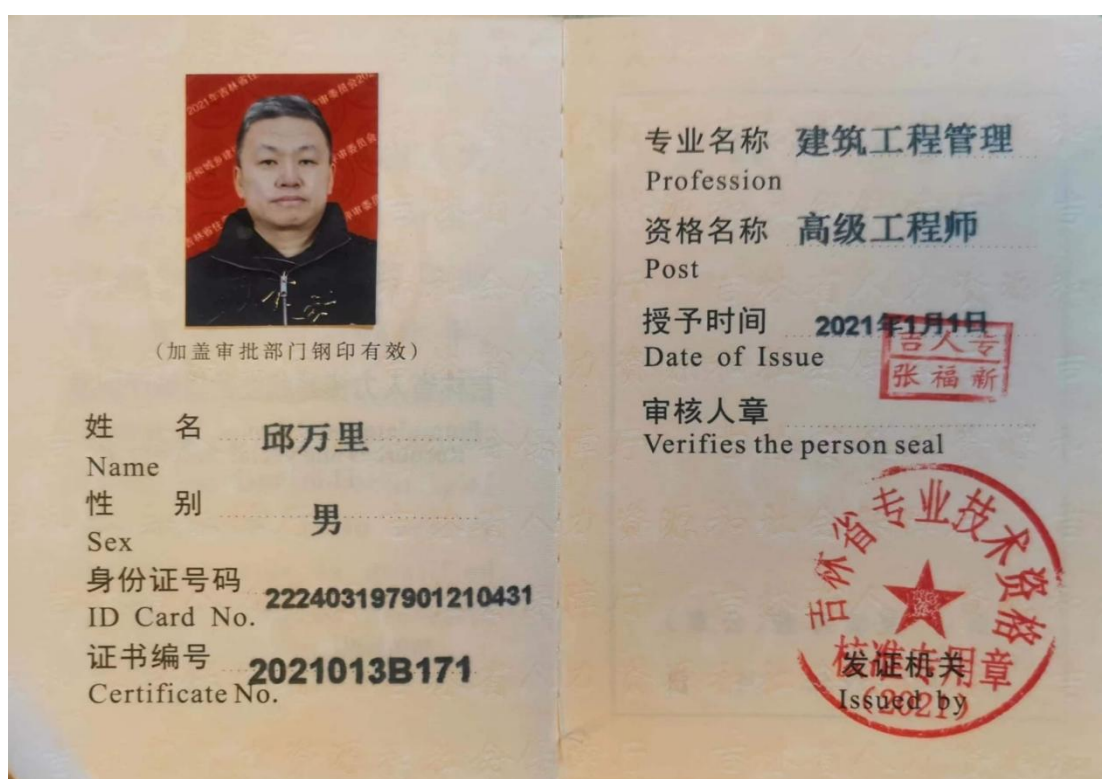 (加盖审批部门钢印有效)
姓 名 邱万里
Name
性 别 男
Sex
身份证号码 222403197901210431
ID Card No.
证书编号 2021013B171
Certificate No.
专业名称 建筑工程管理
Profession
资格名称 高级工程师
Post
授予时间 2021年1月1日
Date of Issue
吉人专
张福新
审核人章
Verifies the person seal
吉林省专业技术资格
核准专用章
(2021)
发证机关
Issued by